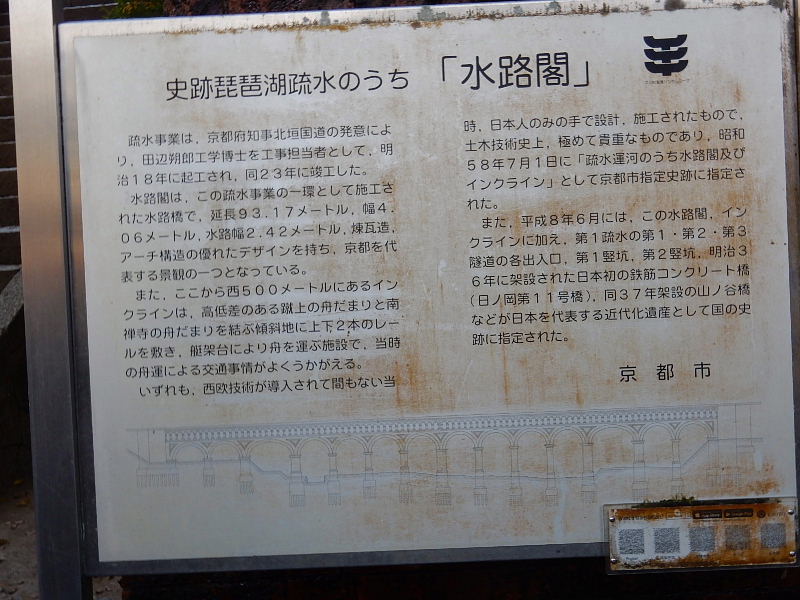 史跡琵琶湖疏水のうち 「水路閣」
疏水事業は，京都府知事北垣国道の発意によ
り，田辺朔郎工学博士を工事担当者として，明
治１８年に起工され，同２３年に竣工した。
水路閣は，この疏水事業の一環として施工さ
れた水路橋で，延長９３．１７メートル，幅４．
０６メートル，水路幅２．４２メートル，煉瓦造，
アーチ構造の優れたデザインを持ち，京都を代
表する景観の一つとなっている。
また，ここから西５００メートルにあるイン
クラインは，高低差のある蹴上の舟だまりと南
禅寺の舟だまりを結ぶ傾斜地に上下２本のレー
ルを敷き，艇架台により舟を運ぶ施設で，当時
の舟運による交通事情がよくうかがえる。
いずれも，西欧技術が導入されて間もない当
時，日本人のみの手で設計，施工されたもので，
土木技術史上，極めて貴重なものであり，昭和
５８年７月１日に「疏水運河のうち水路閣及び
インクライン」として京都市指定史跡に指定さ
れた。
また，平成８年６月には，この水路閣，イン
クラインに加え，第１疏水の第１・第２・第３
隧道の各出入口，第１竪坑，第２竪坑，明治３
６年に架設された日本初の鉄筋コンクリート橋
（日ノ岡第１１号橋），同３７年架設の山ノ谷橋
などが日本を代表する近代化遺産として国の史
跡に指定された。
京都市